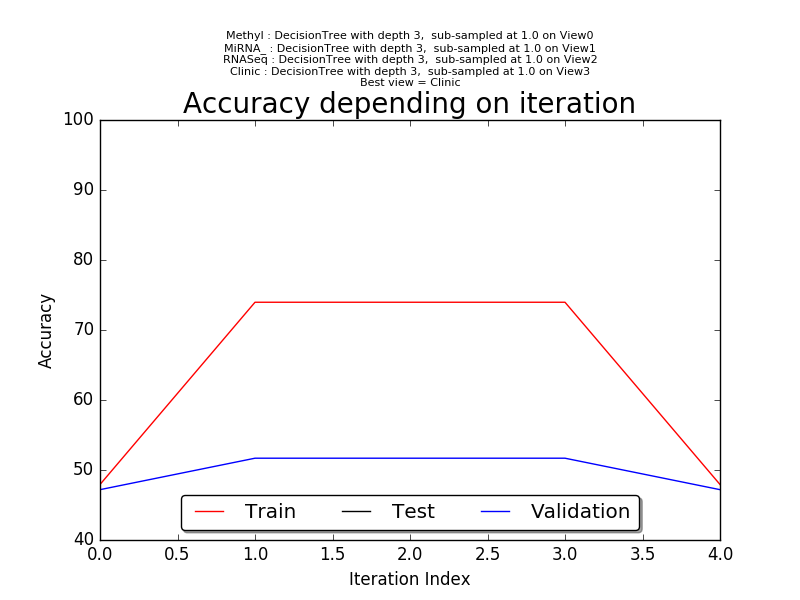 Methyl : DecisionTree with depth 3,  sub-sampled at 1.0 on View0
MiRNA_ : DecisionTree with depth 3,  sub-sampled at 1.0 on View1
RNASeq : DecisionTree with depth 3,  sub-sampled at 1.0 on View2
Clinic : DecisionTree with depth 3,  sub-sampled at 1.0 on View3
Best view = Clinic
Accuracy depending on iteration
100
90
80
70
60
50
40
Accuracy
Train Test Validation
0.0 0.5 1.0 1.5 2.0 2.5 3.0 3.5 4.0
Iteration Index